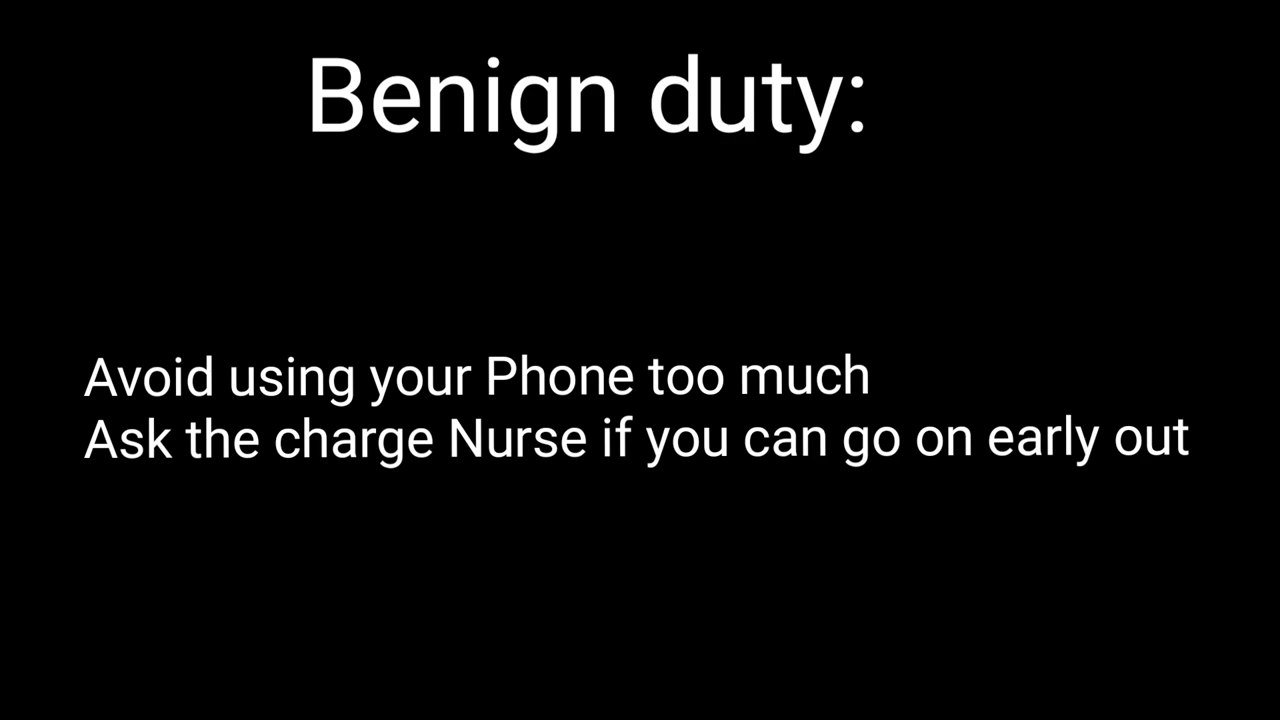 Benign duty:
Avoid using your Phone too much
Ask the charge Nurse if you can go on early out